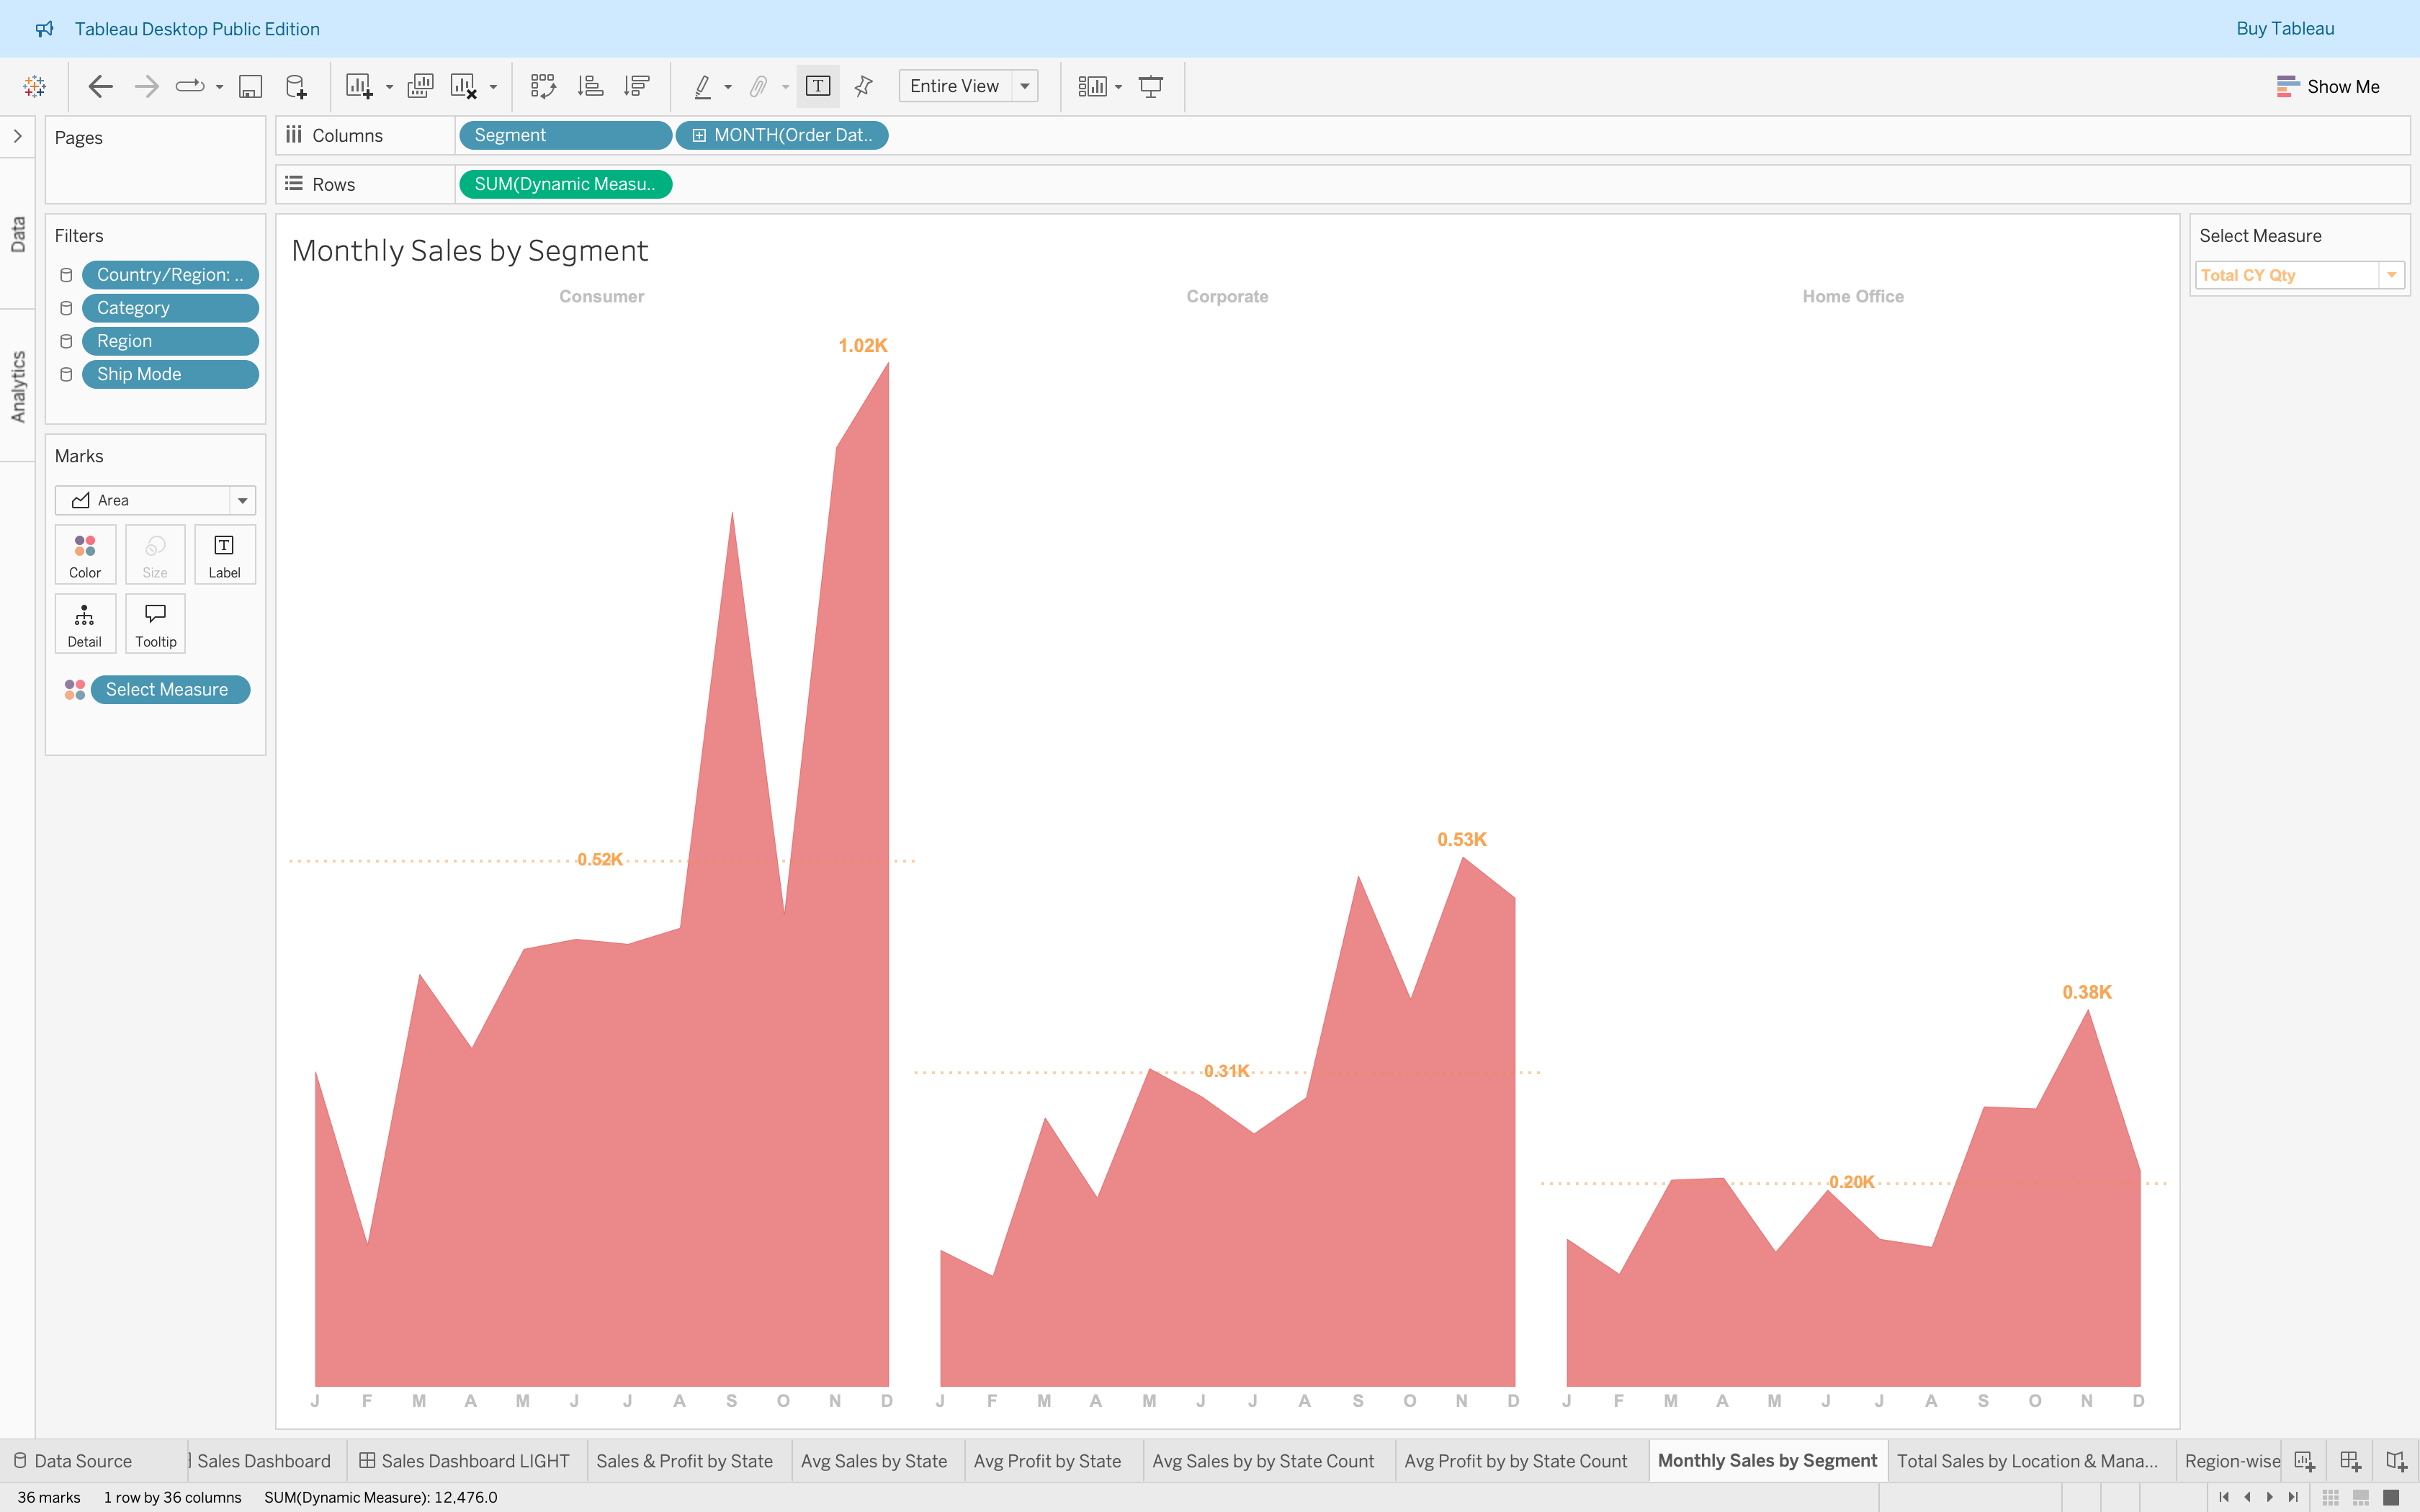 Tableau Desktop Public Edition
Buy Tableau
Entire View
Show Me
Data
Analytics
Pages
Columns
Segment
MONTH(Order Dat..
Rows
SUM(Dynamic Measu..
Filters
Country/Region: ..
Category
Region
Ship Mode
Marks
Area
Color
Size
Label
Detail
Tooltip
Select Measure
Monthly Sales by Segment
Consumer
Corporate
Home Office
1.02K
0.52K
0.53K
0.31K
0.38K
0.20K
J F M A M J J A S O N D
J F M A M J J A S O N D
J F M A M J J A S O N D
Select Measure
Total CY Qty
Data Source
Sales Dashboard
Sales Dashboard LIGHT
Sales & Profit by State
Avg Sales by State
Avg Profit by State
Avg Sales by by State Count
Avg Profit by by State Count
Monthly Sales by Segment
Total Sales by Location & Mana...
Region-wise
36 marks
1 row by 36 columns
SUM(Dynamic Measure): 12,476.0